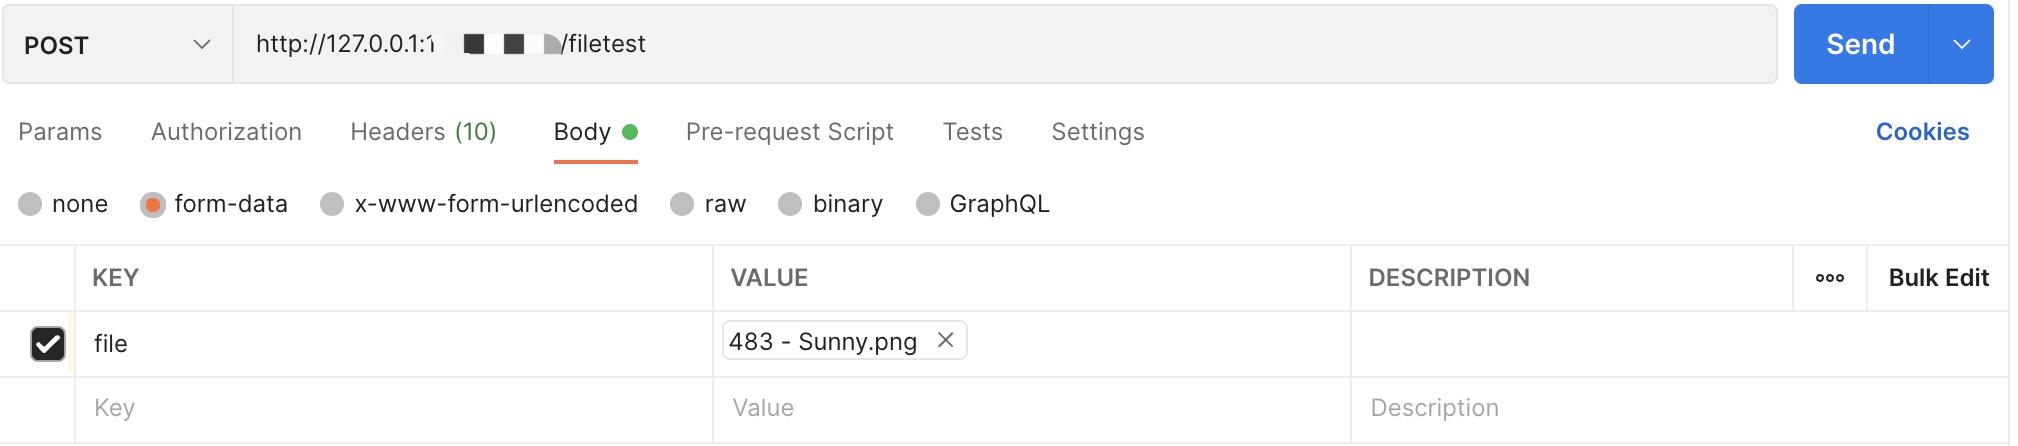 POST http://127.0.0.1:1 /filetest Send
Params Authorization Headers (10) Body Pre-request Script Tests Settings Cookies
none form-data x-www-form-urlencoded raw binary GraphQL
KEY VALUE DESCRIPTION ooo Bulk Edit
file 483 - Sunny.png
Key Value Description